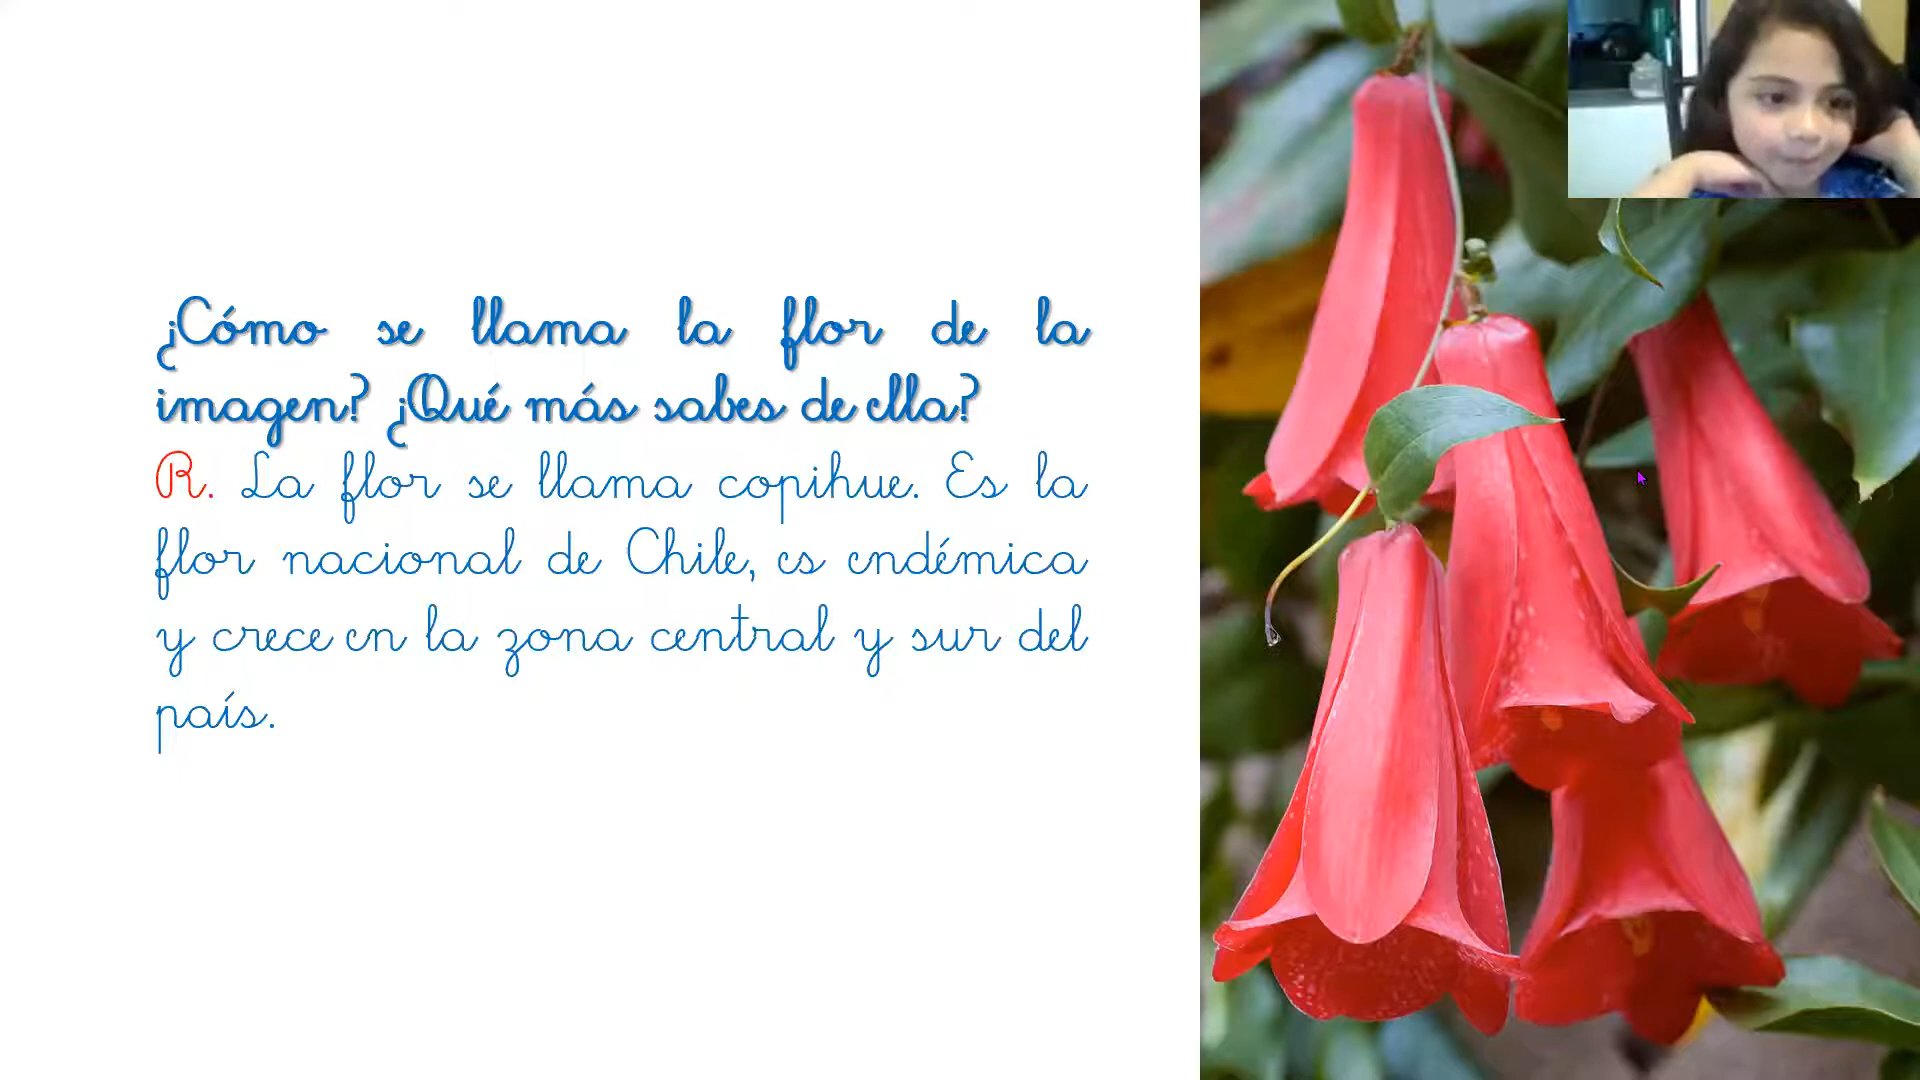 ¿Cómo se llama la flor de la
imagen? ¿Qué más sabes de ella?
R. La flor se llama copihue. Es la
flor nacional de Chile, es endémica
y crece en la zona central y sur del
país.